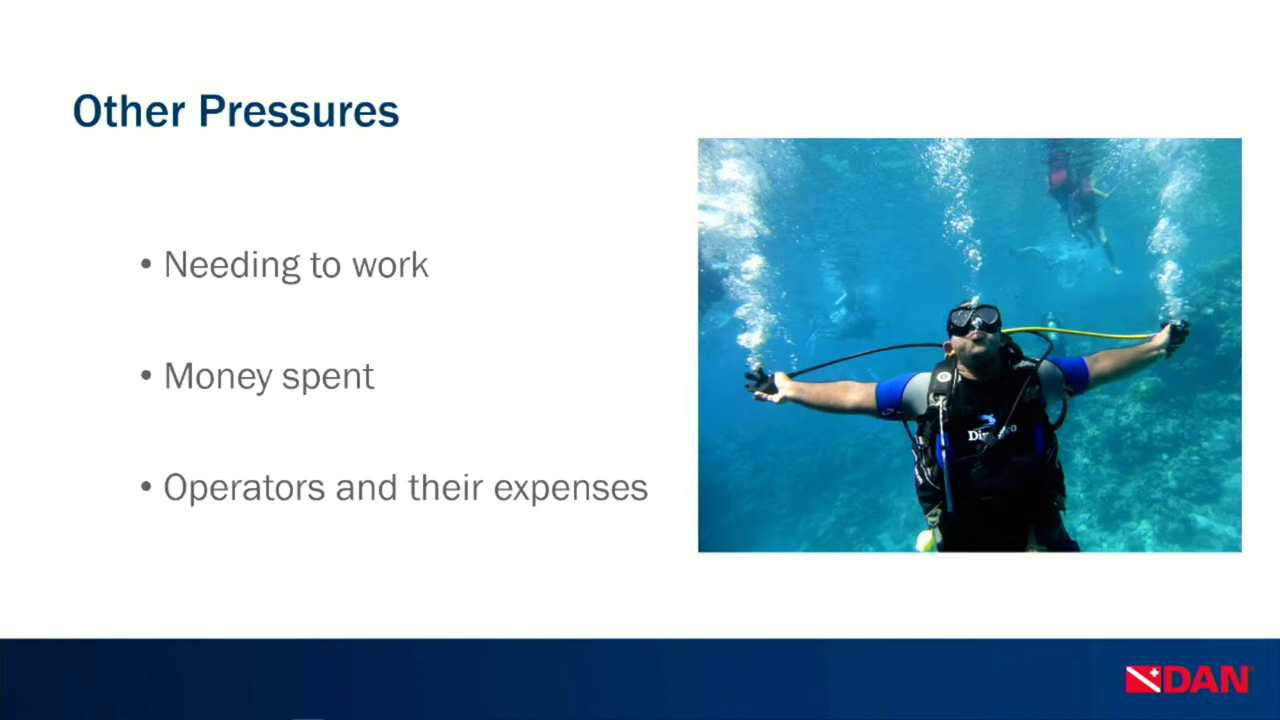 Other Pressures
• Needing to work
• Money spent
• Operators and their expenses
DAN